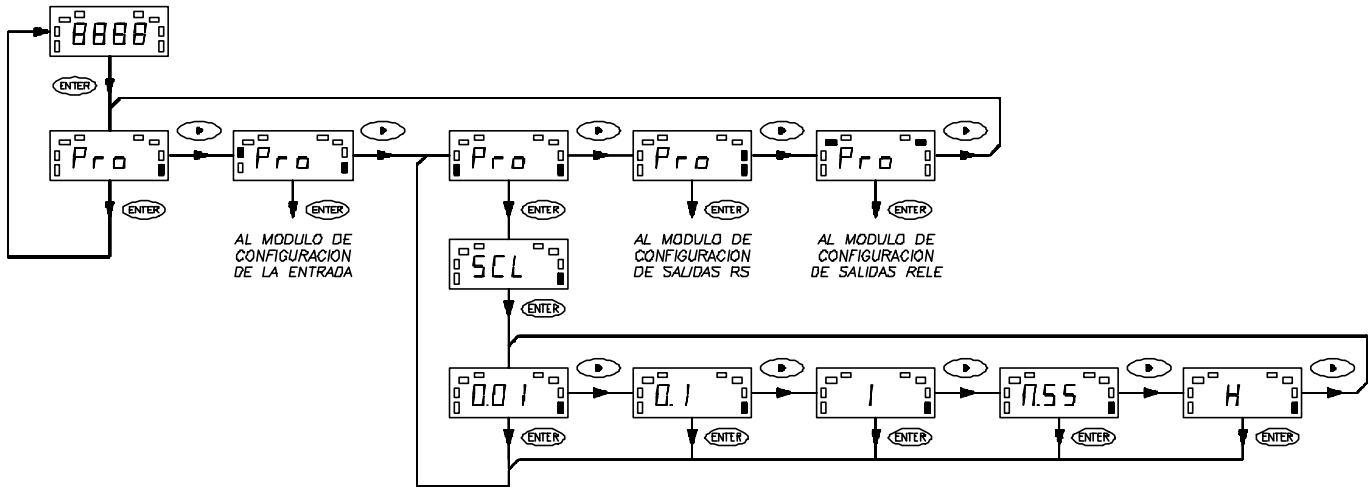 8888
ENTER
Pro
Pro
Pro
Pro
Pro
ENTER
ENTER
ENTER
ENTER
ENTER
AL MODULO DE
CONFIGURACION
DE LA ENTRADA
AL MODULO DE
CONFIGURACION
DE SALIDAS RS
AL MODULO DE
CONFIGURACION
DE SALIDAS RELE
SCL
ENTER
0.01
0.1
1
M.SS
H
ENTER
ENTER
ENTER
ENTER
ENTER